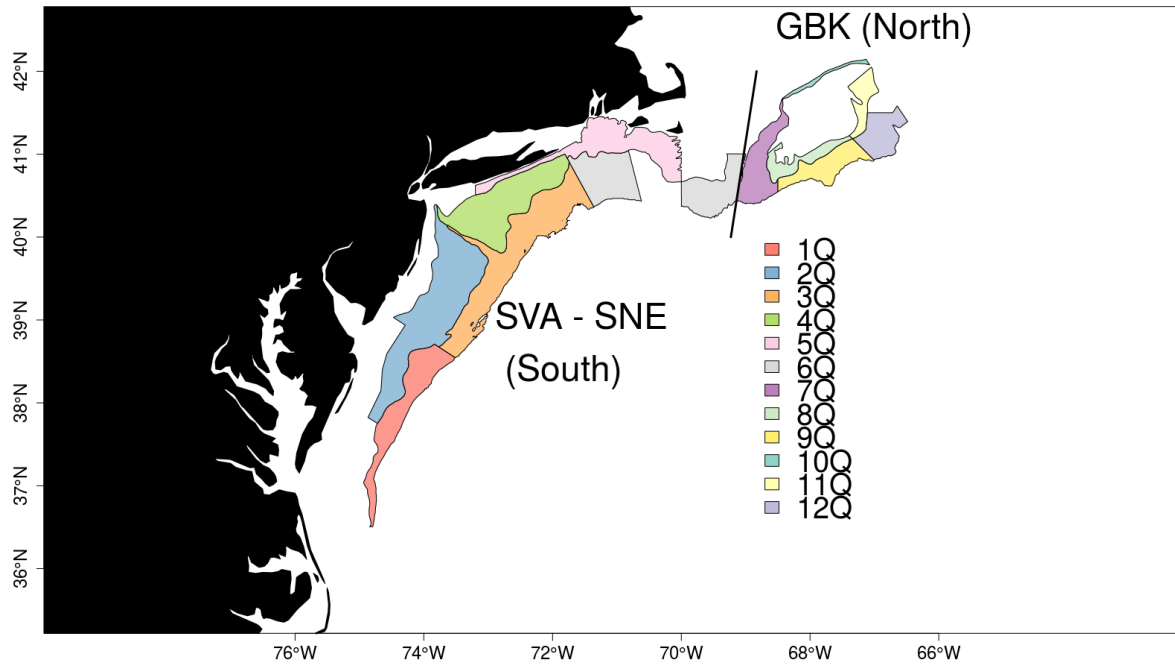 GBK (North)
42°N
41°N
40°N
39°N
38°N
37°N
36°N
SVA - SNE
(South)
1Q
2Q
3Q
4Q
5Q
6Q
7Q
8Q
9Q
10Q
11Q
12Q
76°W
74°W
72°W
70°W
68°W
66°W